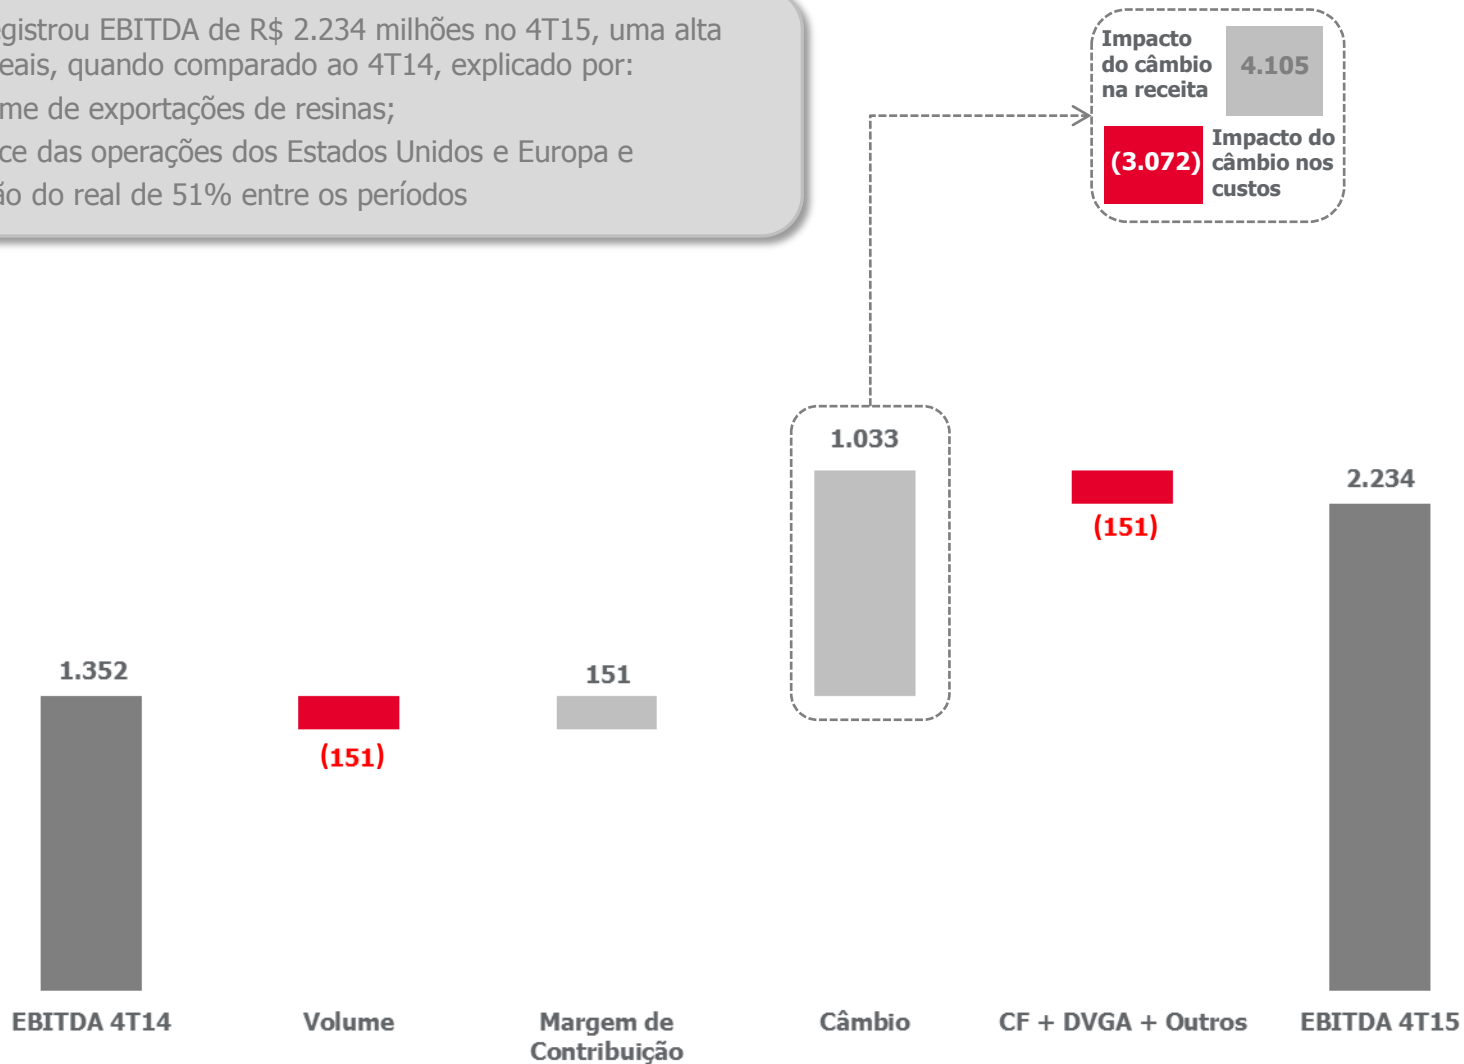 gistrou EBITDA de R$ 2.234 milhões no 4T15, uma alta
eais, quando comparado ao 4T14, explicado por:
me de exportações de resinas;
ce das operações dos Estados Unidos e Europa e
ão do real de 51% entre os períodos
Impacto
do câmbio
na receita
4.105
(3.072)
Impacto do
câmbio nos
custos
1.033
2.234
(151)
1.352
151
(151)
EBITDA 4T14
Volume
Margem de
Contribuição
Câmbio
CF + DVGA + Outros
EBITDA 4T15